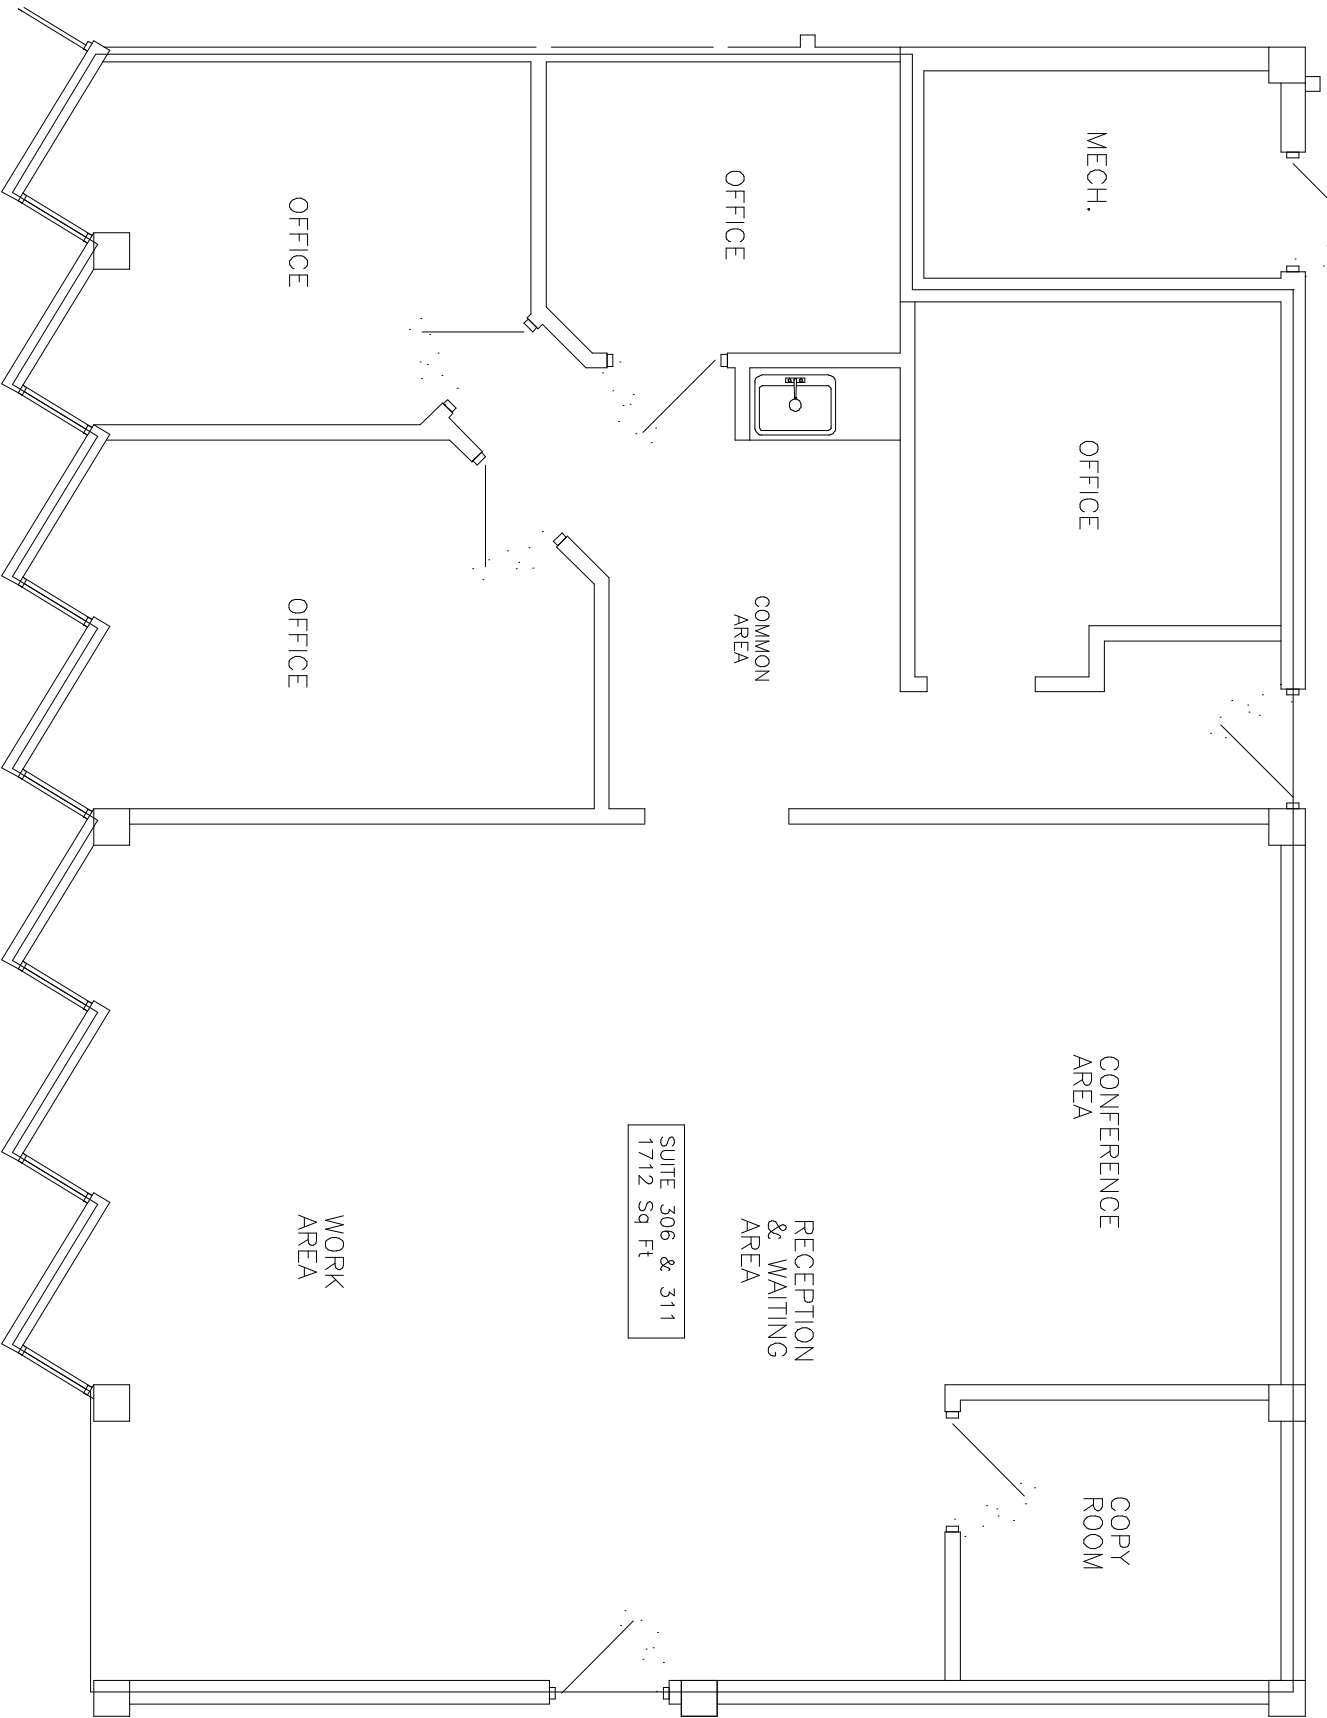 MECH.
OFFICE
OFFICE
OFFICE
COMMON
AREA
OFFICE
CONFERENCE
AREA
RECEPTION
& WAITING
AREA
SUITE 306 & 311
1712 Sq Ft
WORK
AREA
COPY
ROOM